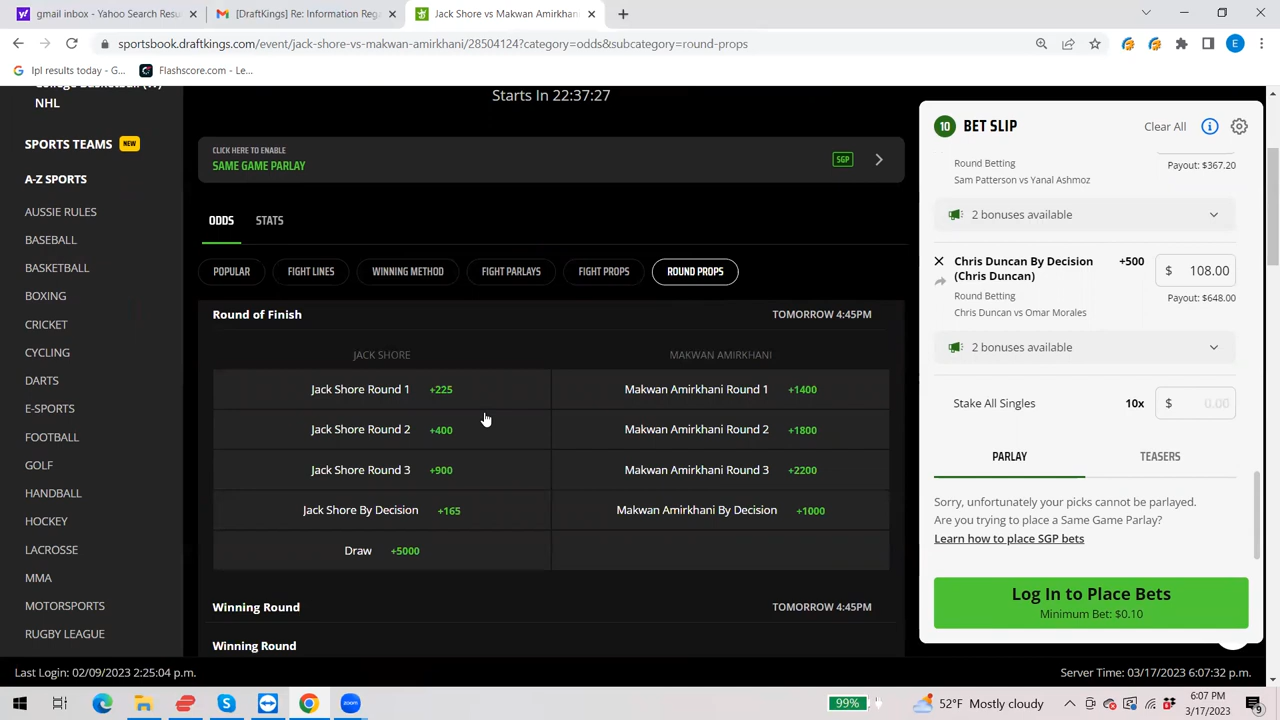 gmail inbox - Yahoo Search Resu
[DraftKings] Re: Information Reg
Jack Shore vs Makwan Amirkhani
sportsbook.draftkings.com/event/jack-shore-vs-makwan-amirkhani/28504124?category=odds&subcategory=round-props
E
Ipl results today - G...
Flashscore.com - Le...
NHL
SPORTS TEAMS NEW
A-Z SPORTS
AUSSIE RULES
BASEBALL
BASKETBALL
BOXING
CRICKET
CYCLING
DARTS
E-SPORTS
FOOTBALL
GOLF
HANDBALL
HOCKEY
LACROSSE
MMA
MOTORSPORTS
RUGBY LEAGUE
Starts In 22:37:27
CLICK HERE TO ENABLE
SAME GAME PARLAY
SGP
ODDS STATS
POPULAR FIGHT LINES WINNING METHOD FIGHT PARLAYS FIGHT PROPS ROUND PROPS
Round of Finish TOMORROW 4:45PM
JACK SHORE MAKWAN AMIRKHANI
Jack Shore Round 1 +225 Makwan Amirkhani Round 1 +1400
Jack Shore Round 2 +400 Makwan Amirkhani Round 2 +1800
Jack Shore Round 3 +900 Makwan Amirkhani Round 3 +2200
Jack Shore By Decision +165 Makwan Amirkhani By Decision +1000
Draw +5000
Winning Round TOMORROW 4:45PM
Winning Round
10 BET SLIP Clear All
Round Betting Payout: $367.20
Sam Patterson vs Yanal Ashmoz
2 bonuses available
Chris Duncan By Decision +500 $ 108.00
(Chris Duncan)
Round Betting Payout: $648.00
Chris Duncan vs Omar Morales
2 bonuses available
Stake All Singles 10x $ 0.00
PARLAY TEASERS
Sorry, unfortunately your picks cannot be parlayed.
Are you trying to place a Same Game Parlay?
Learn how to place SGP bets
Log In to Place Bets
Minimum Bet: $0.10
Last Login: 02/09/2023 2:25:04 p.m. Server Time: 03/17/2023 6:07:32 p.m.
zoom
99%
52°F Mostly cloudy
6:07 PM
3/17/2023
9